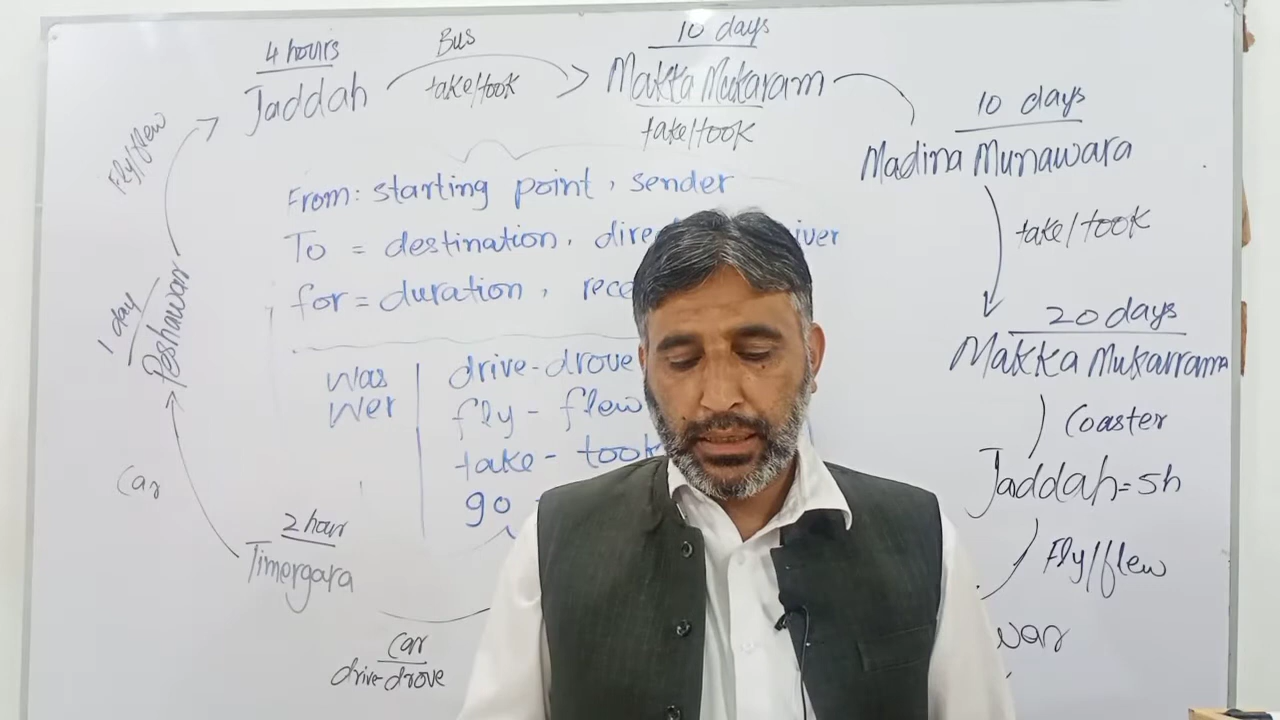 4 hours
Jaddah
Bus
take/took
10 days
Makka Mukaram
take/took
10 days
Madina Munawara
take/took
20 days
Makka Mukarrama
Coaster
Jaddah=5h
Fly/flew
war
Fly/flew
1 day
Peshawar
Car
2 hour
Timergara
Car
drive-drove
From: starting point, sender
To = destination, dire iver
for = duration, rece
was
wer
drive-drove
fly - flew
take - took
go